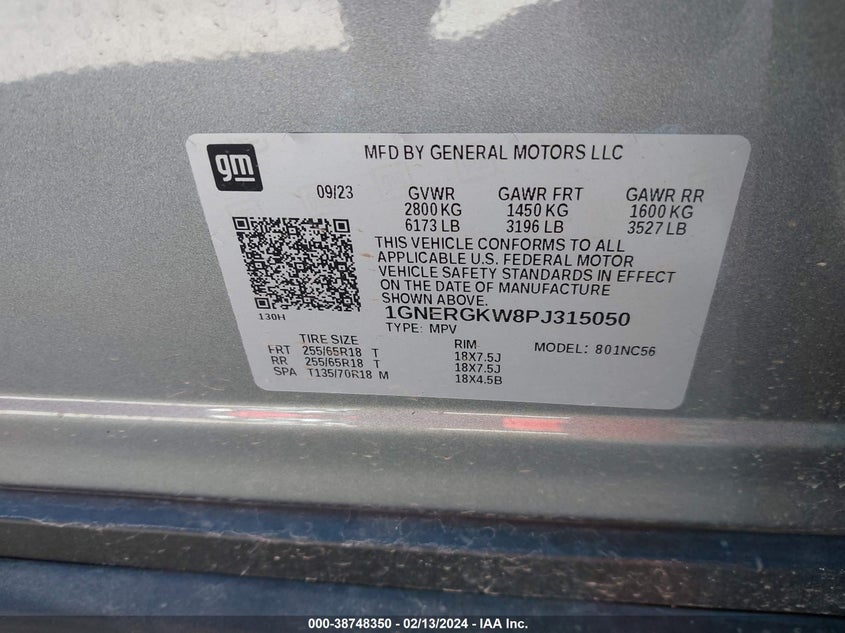 gm
MFD BY GENERAL MOTORS LLC
09/23 GVWR GAWR FRT GAWR RR
2800 KG 1450 KG 1600 KG
6173 LB 3196 LB 3527 LB
THIS VEHICLE CONFORMS TO ALL
APPLICABLE U.S. FEDERAL MOTOR
VEHICLE SAFETY STANDARDS IN EFFECT
ON THE DATE OF MANUFACTURE
SHOWN ABOVE.
130H
1GNERGKW8PJ315050
TYPE: MPV
TIRE SIZE RIM MODEL: 801NC56
FRT 255/65R18 T 18X7.5J
RR 255/65R18 T 18X7.5J
SPA T135/70R18 M 18X4.5B
000-38748350 - 02/13/2024 - IAA Inc.